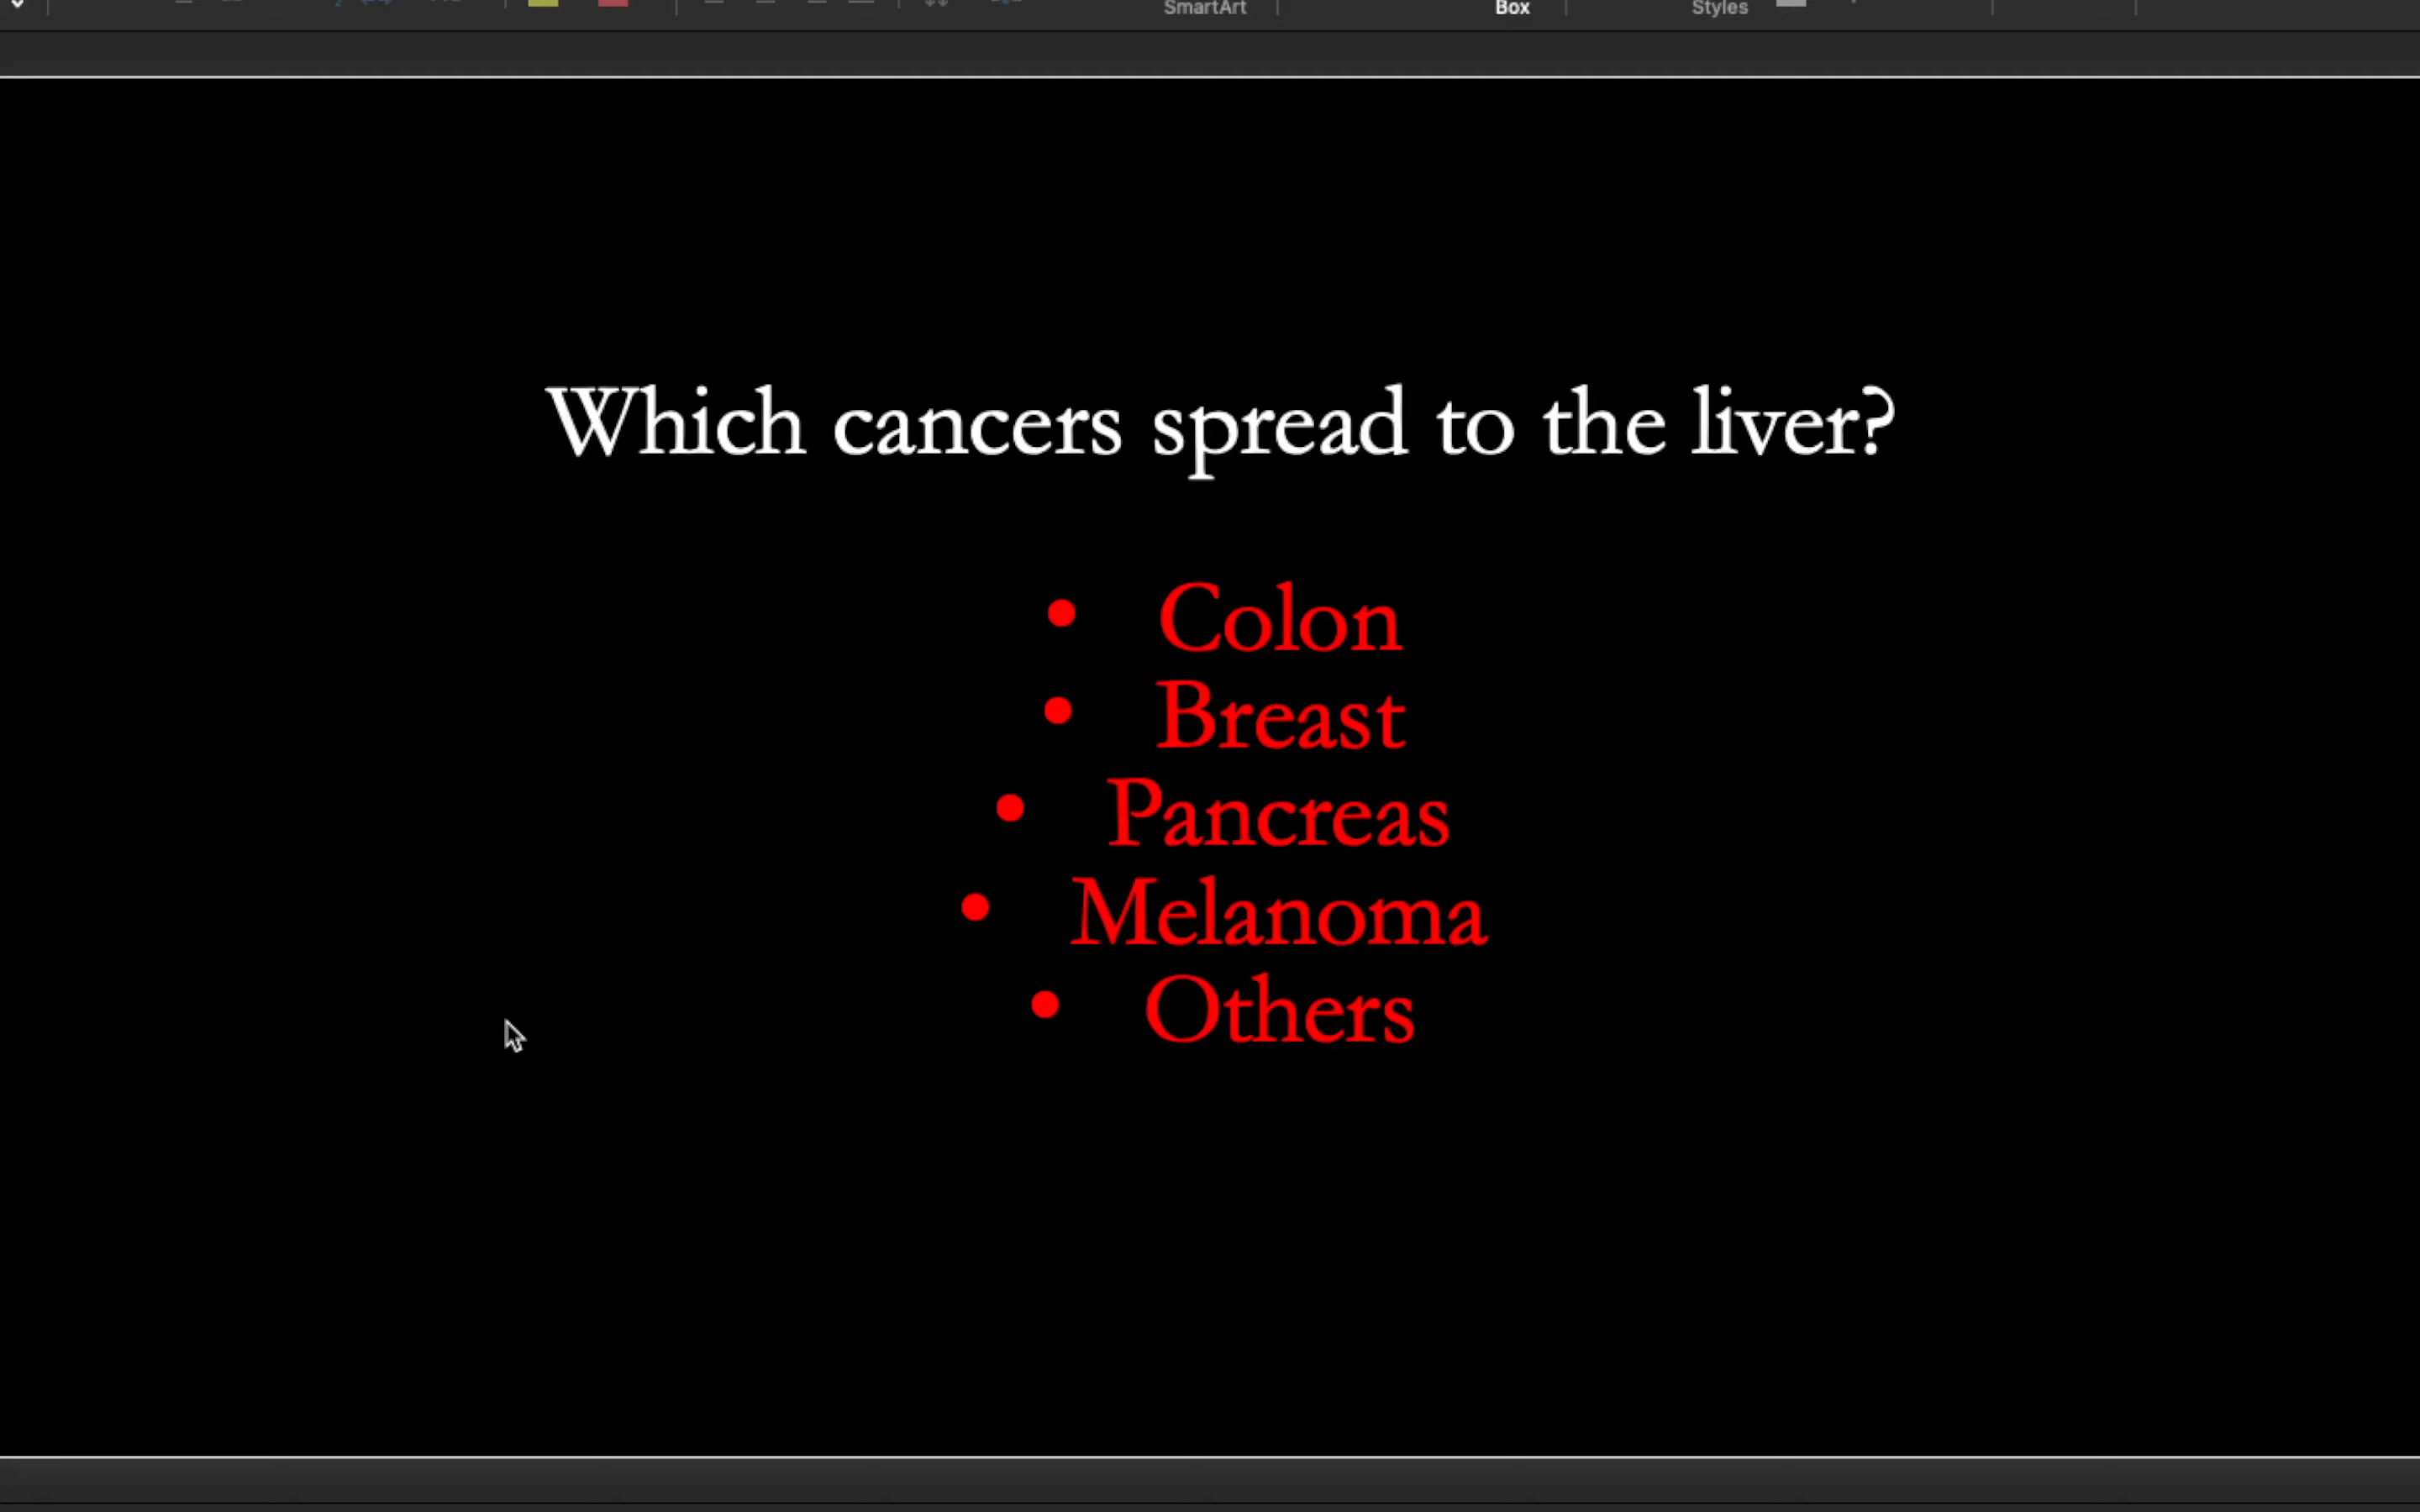 SmartArt Box Styles
Which cancers spread to the liver?
• Colon
• Breast
• Pancreas
• Melanoma
• Others